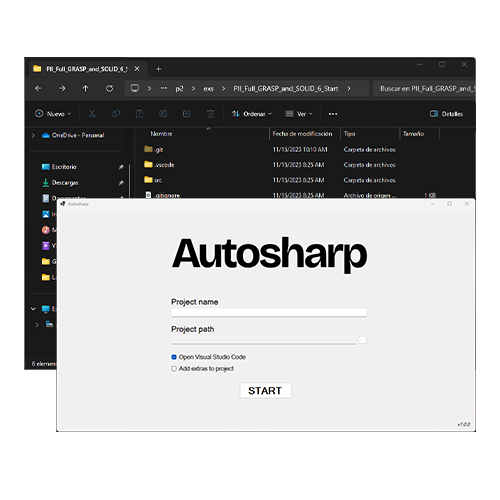 PII_Full_GRASP_and_SOLID_6_
p2 > exs > PII_Full_GRASP_and_SOLID_6_Start >
Buscar en PII_Full_GRASP_and_S
Nuevo
Ordenar
Ver
Detalles
OneDrive - Personal
Nombre Fecha de modificación Tipo Tamaño
.git 11/15/2023 10:10 AM Carpeta de archivos
Escritorio
.vscode 11/15/2023 8:25 AM Carpeta de archivos
Descargas
src 11/15/2023 8:25 AM Carpeta de archivos
.gitignore 11/15/2023 8:25 AM Archivo de origen... 1 KB
6 elemen
Autosharp
Autosharp
Project name
Project path
Open Visual Studio Code
Add extras to project
START
v1.0.0